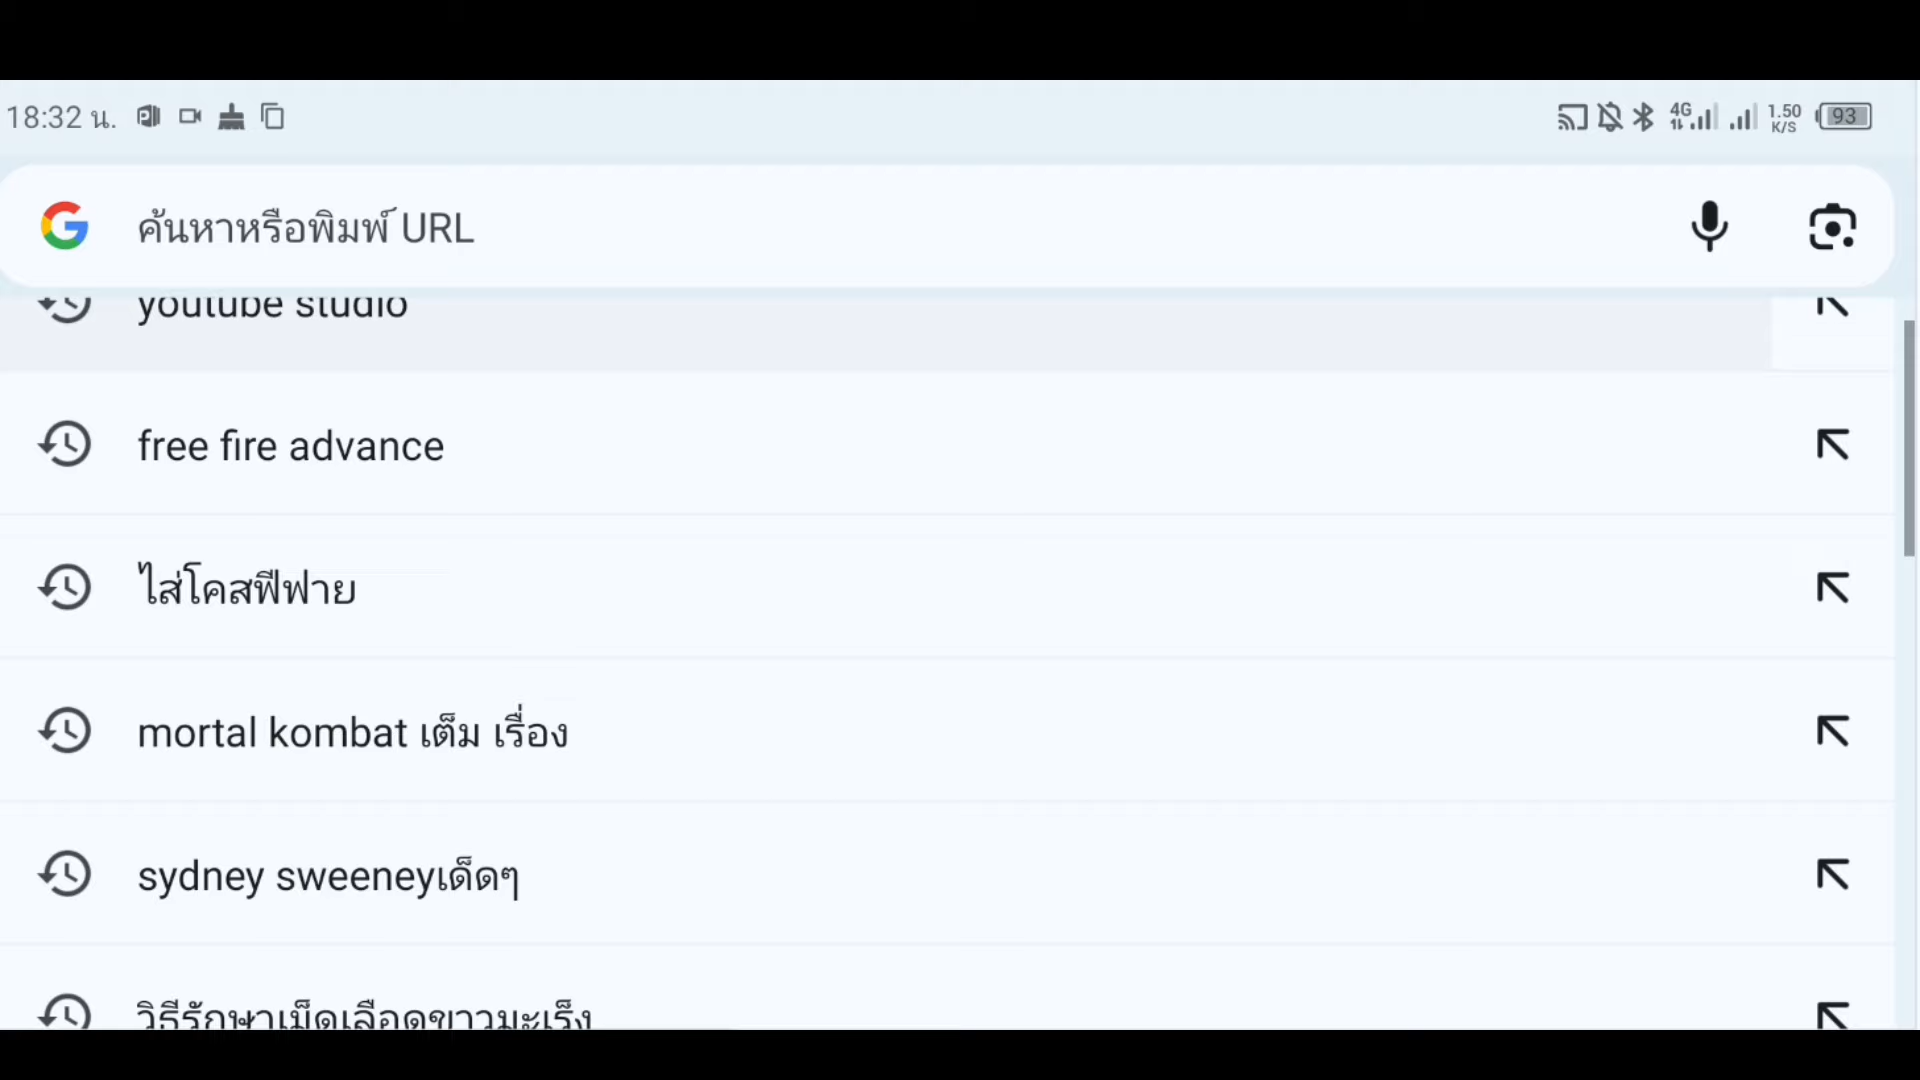 18:32 น.
4G
1.50
K/S
93
ค้นหาหรือพิมพ์ URL
youtube studio
free fire advance
ไส่โคสฟีฟาย
mortal kombat เต็ม เรื่อง
sydney sweeneyเด็ดๆ
วิธีรักษาเม็ดเลือดขาวมะเร็ง